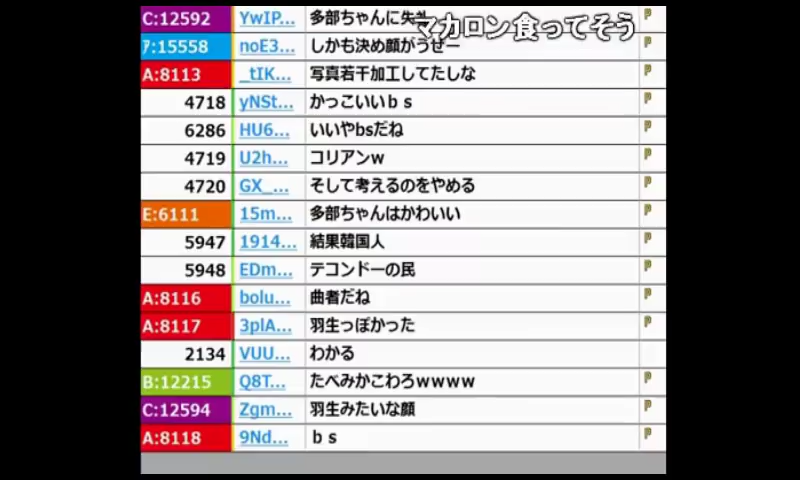 マカロン食ってそう
C:12592 YwIP... 多部ちゃんに失礼
ｱ:15558 noE3... しかも決め顔がうせー P
A:8113 _tIK... 写真若干加工してたしな P
4718 yNSt... かっこいいｂｓ P
6286 HU6... いいやbsだね P
4719 U2h... コリアンw P
4720 GX_... そして考えるのをやめる P
E:6111 15m... 多部ちゃんはかわいい P
5947 1914... 結果韓国人 P
5948 EDm... テコンドーの民 P
A:8116 bolu... 曲者だね P
A:8117 3plA... 羽生っぽかった P
2134 VUU... わかる
B:12215 Q8T... たべみかこわろｗｗｗｗ P
C:12594 Zgm... 羽生みたいな顔 P
A:8118 9Nd... ｂｓ P